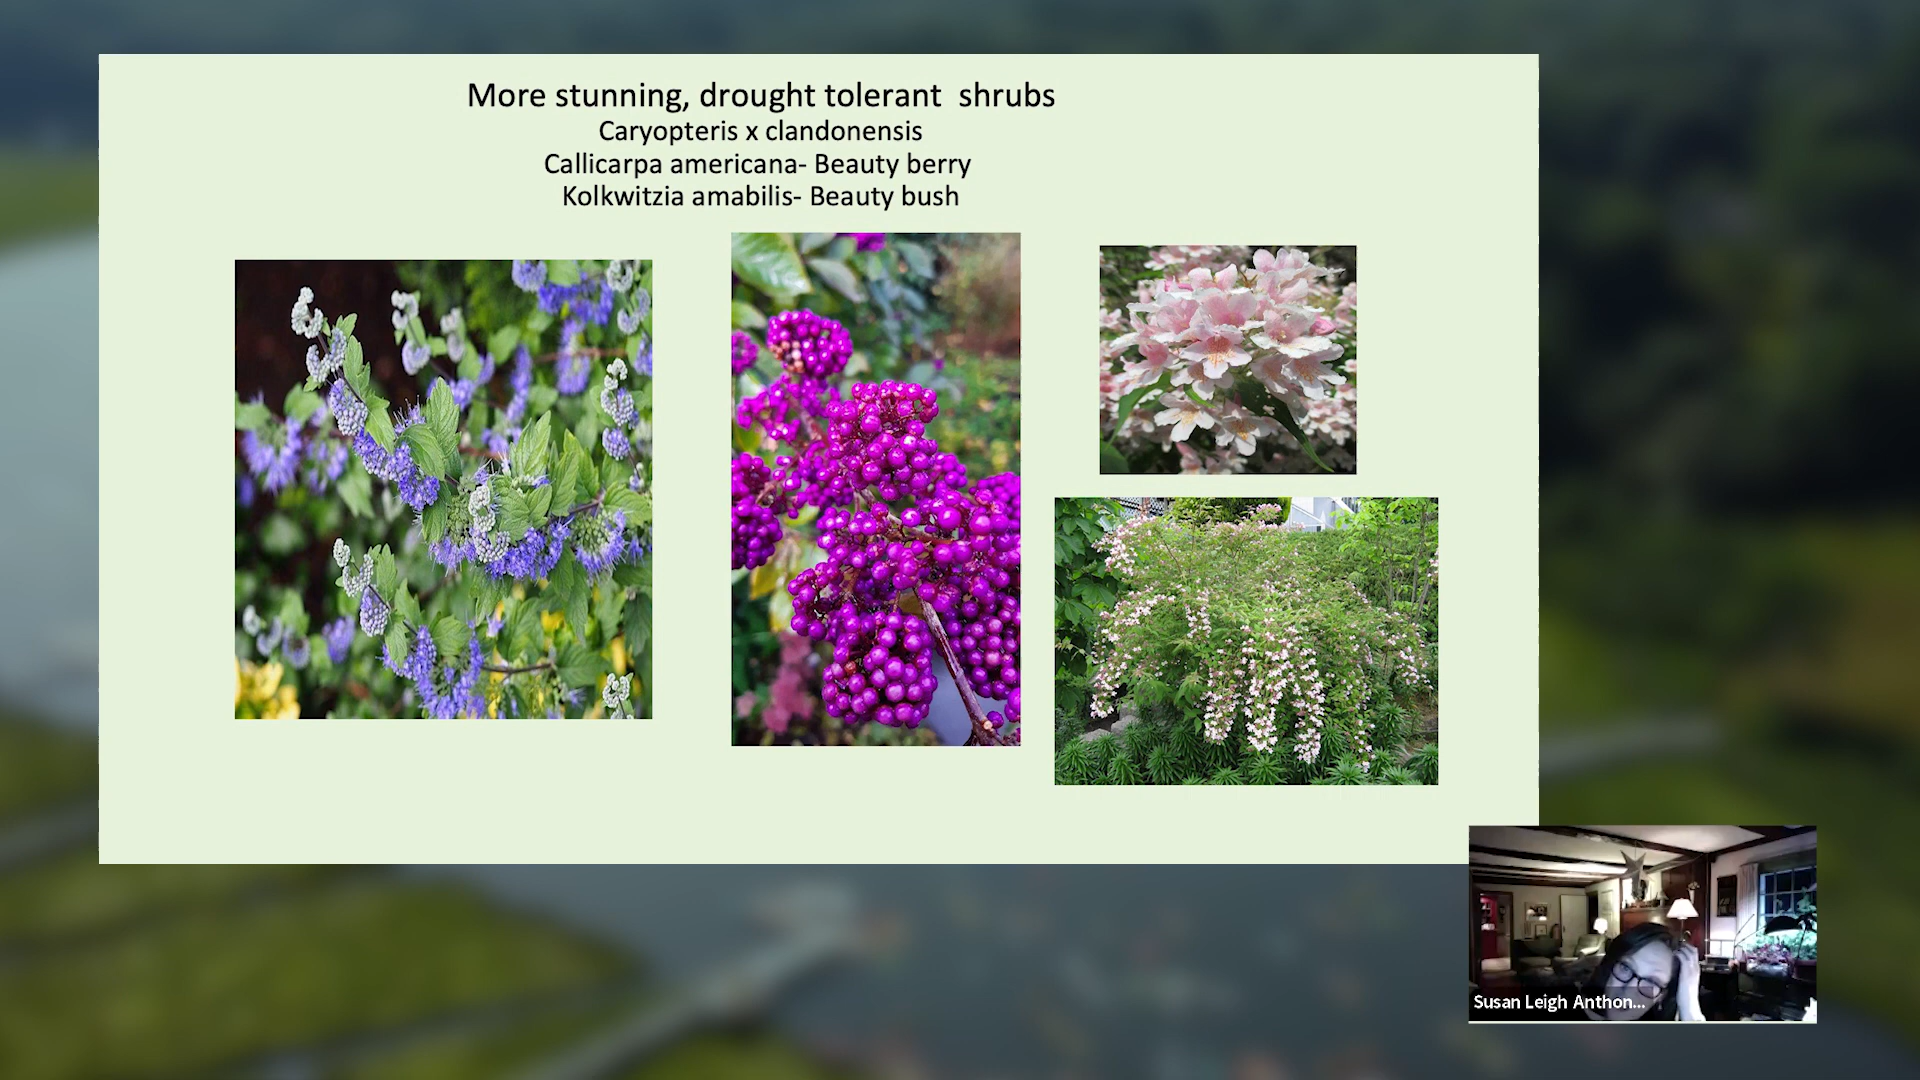 More stunning, drought tolerant  shrubs
Caryopteris x clandonensis
Callicarpa americana- Beauty berry
Kolkwitzia amabilis- Beauty bush
Susan Leigh Anthon...